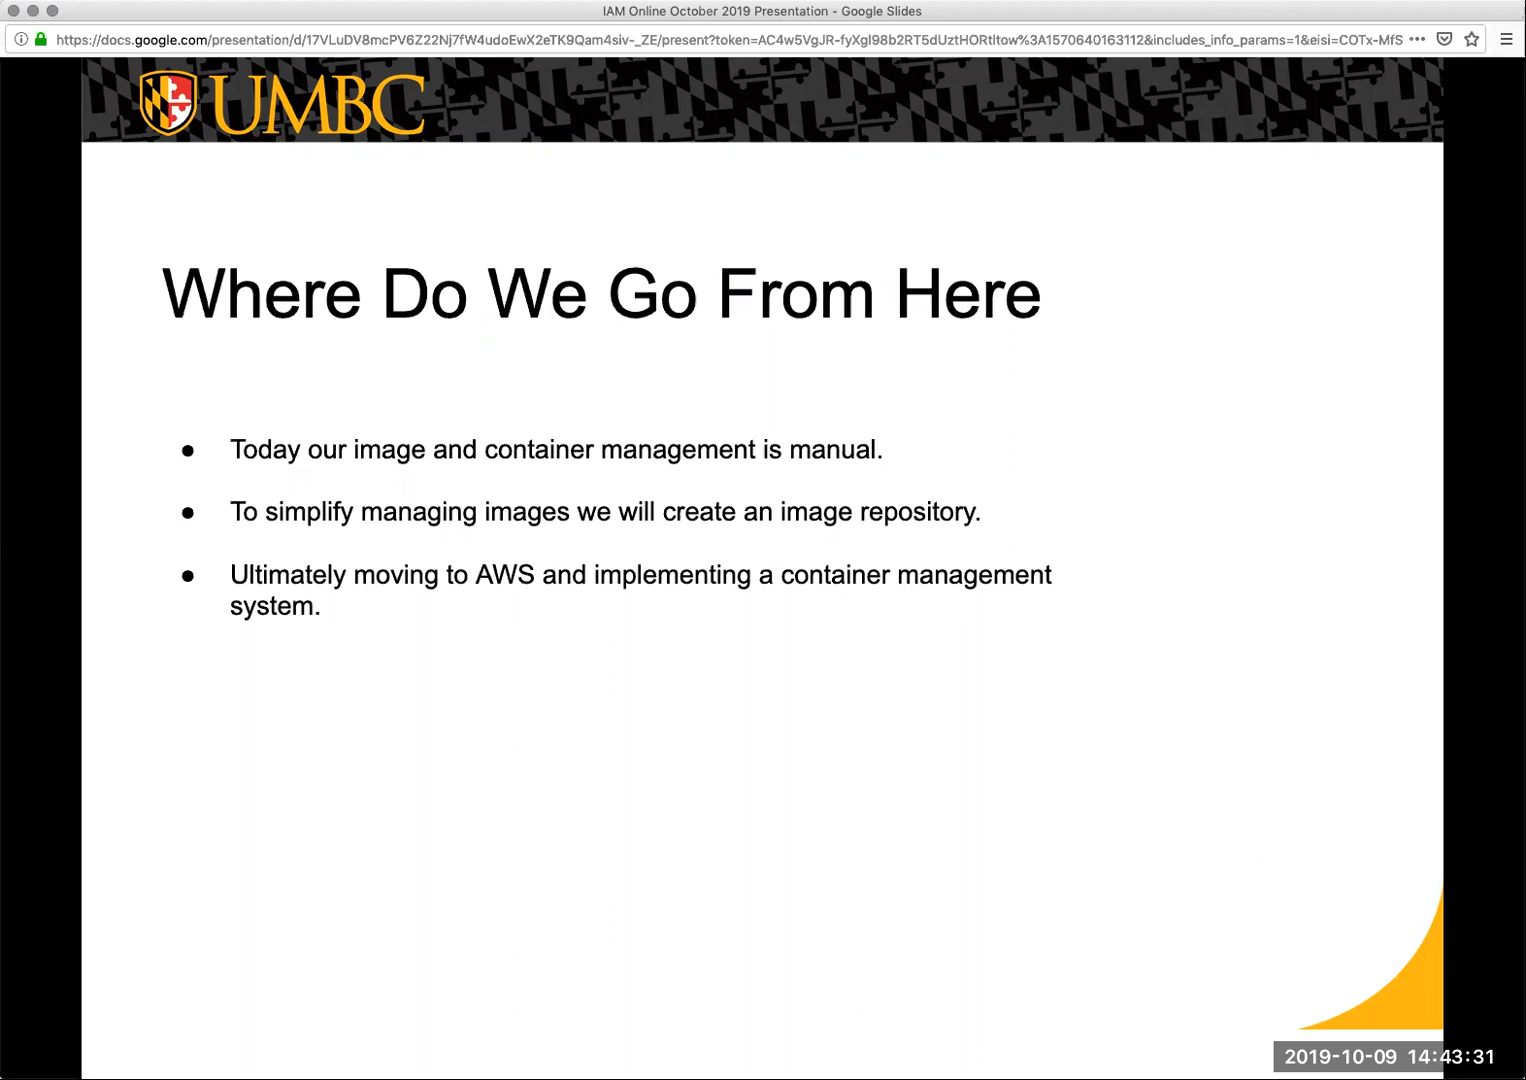 IAM Online October 2019 Presentation - Google Slides
https://docs.google.com/presentation/d/17VLuDV8mcPV6Z22Nj7fW4udoEwX2eTK9Qam4siv-_ZE/present?token=AC4w5VgJR-fyXgI98b2RT5dUztHORtItow%3A1570640163112&includes_info_params=1&eisi=COTx-MfS
UMBC
Where Do We Go From Here
● Today our image and container management is manual.
● To simplify managing images we will create an image repository.
● Ultimately moving to AWS and implementing a container management
system.
2019-10-09 14:43:31